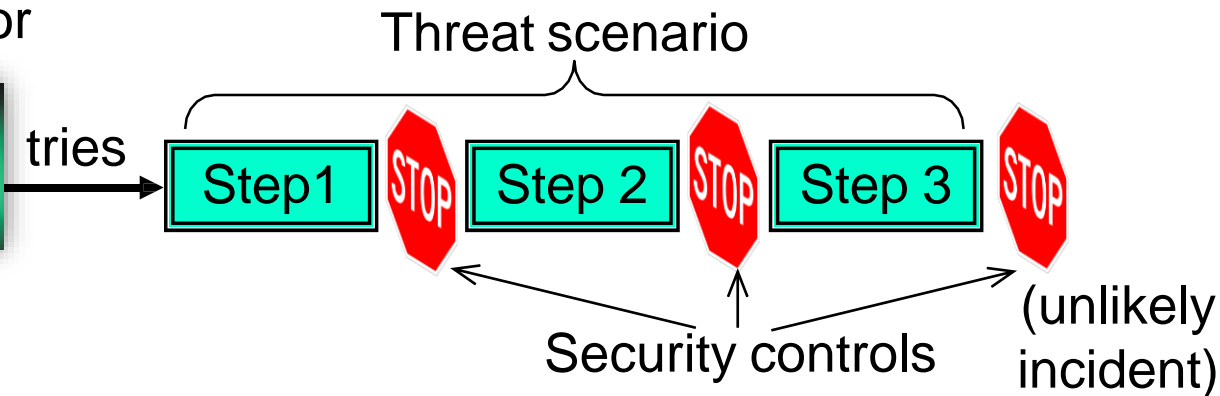 or
Threat scenario
tries
Step1
STOP
Step 2
STOP
Step 3
STOP
Security controls
(unlikely
incident)